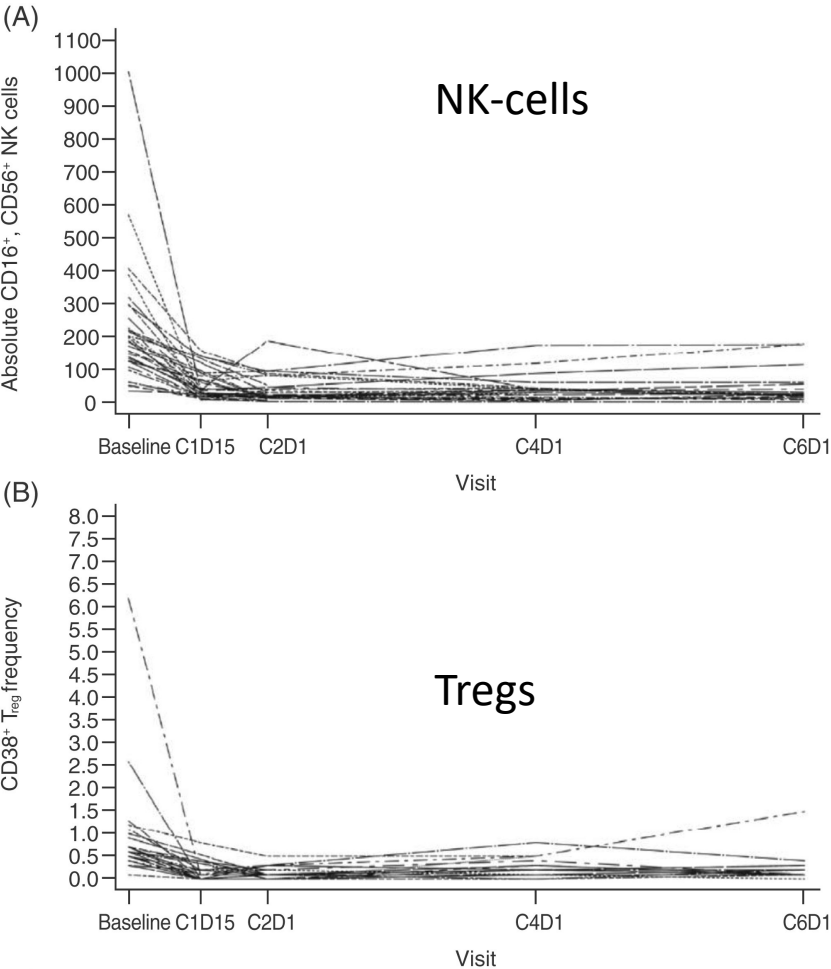 (A)
Absolute CD16⁺, CD56⁺ NK cells
NK-cells
1100
1000
900
800
700
600
500
400
300
200
100
0
Baseline C1D15 C2D1 C4D1 C6D1
Visit
(B)
CD38⁺ Treg frequency
Tregs
8.0
7.5
7.0
6.5
6.0
5.5
5.0
4.5
4.0
3.5
3.0
2.5
2.0
1.5
1.0
0.5
0.0
Baseline C1D15 C2D1 C4D1 C6D1
Visit